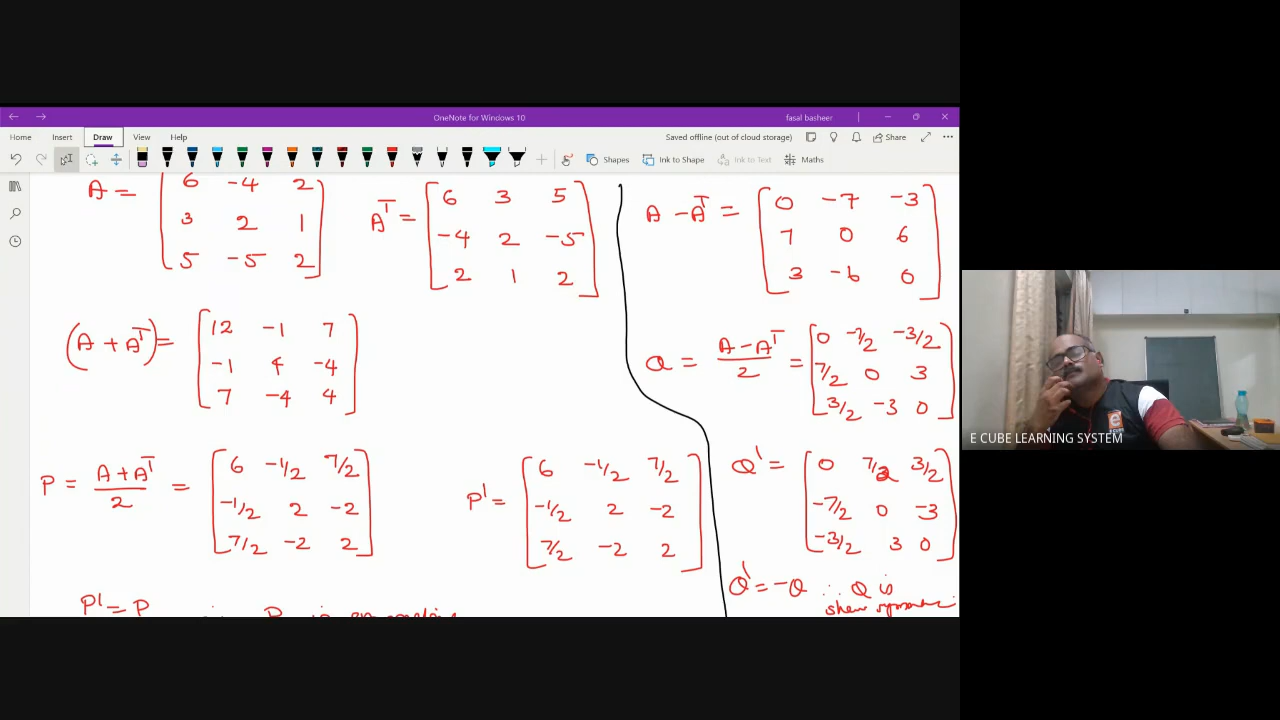 OneNote for Windows 10
fasal basheer
Home Insert Draw View Help
Saved offline (out of cloud storage)
Share
Shapes
Ink to Shape
Ink to Text
Maths
A = [ 6 -4 2
3 2 1
5 -5 2 ]
A^T = [ 6 3 5
-4 2 -5
2 1 2 ]
(A + A^T) = [ 12 -1 7
-1 4 -4
7 -4 4 ]
P = (A + A^T)/2 = [ 6 -1/2 7/2
-1/2 2 -2
7/2 -2 2 ]
P' = [ 6 -1/2 7/2
-1/2 2 -2
7/2 -2 2 ]
P' = P
P is
A - A^T = [ 0 -7 -3
7 0 6
3 -6 0 ]
Q = (A - A^T)/2 = [ 0 -7/2 -3/2
7/2 0 3
3/2 -3 0 ]
Q' = [ 0 7/2 3/2
-7/2 0 -3
-3/2 3 0 ]
Q' = -Q ∴ Q is
E CUBE LEARNING SYSTEM